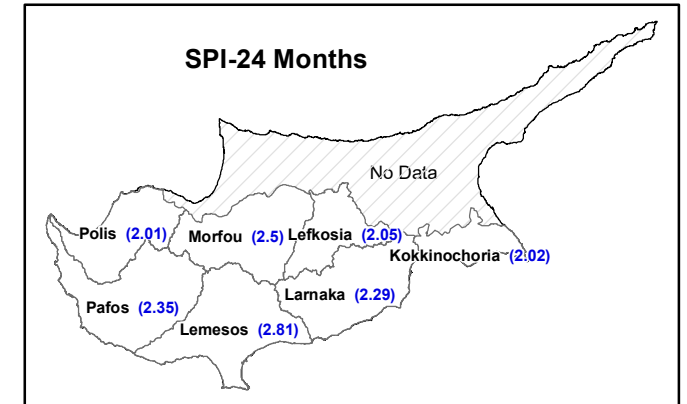 SPI-24 Months
No Data
Polis (2.01)
Morfou (2.5)
Lefkosia (2.05)
Kokkinochoria (2.02)
Pafos (2.35)
Larnaka (2.29)
Lemesos (2.81)